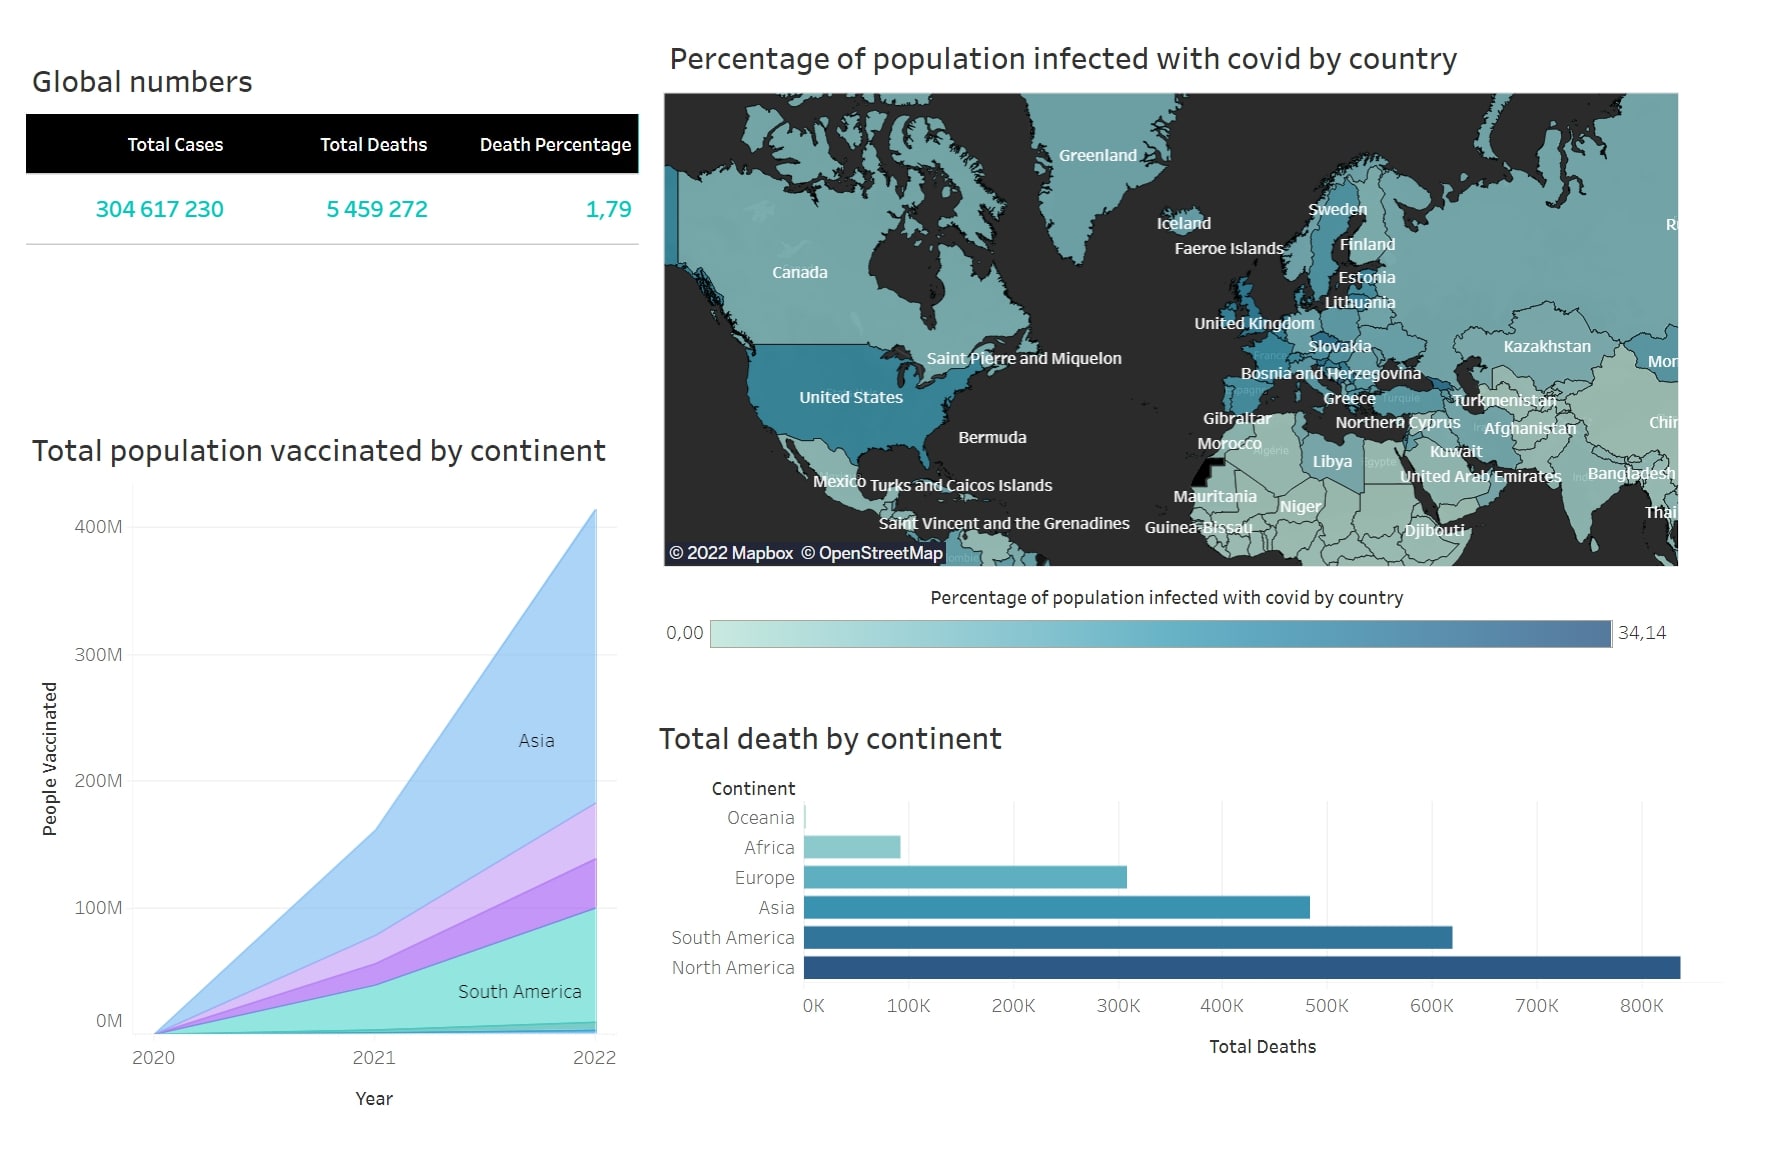 Global numbers
Total Cases Total Deaths Death Percentage
304 617 230 5 459 272 1,79
Total population vaccinated by continent
400M
300M
200M
100M
0M
People Vaccinated
Asia
South America
2020 2021 2022
Year
Percentage of population infected with covid by country
Greenland
Iceland
Sweden
Faeroe Islands
Finland
Canada
Estonia
Lithuania
United Kingdom
Slovakia
Kazakhstan
Saint Pierre and Miquelon
France
Mon
Bosnia and Herzegovina
United States
Greece
Turquie
Turkmenistan
Gibraltar
Northern Cyprus
Afghanistan
Chin
Bermuda
Morocco
Algérie
Libya
Egypte
Kuwait
Mexico
Turks and Caicos Islands
United Arab Emirates
Bangladesh
Mauritania
Niger
Thai
Saint Vincent and the Grenadines
Guinea-Bissau
Djibouti
© 2022 Mapbox © OpenStreetMap
Percentage of population infected with covid by country
0,00 34,14
Total death by continent
Continent
Oceania
Africa
Europe
Asia
South America
North America
0K 100K 200K 300K 400K 500K 600K 700K 800K
Total Deaths